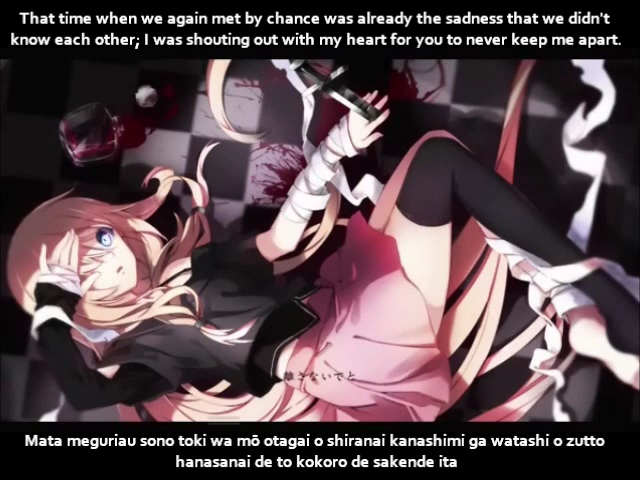 That time when we again met by chance was already the sadness that we didn't
know each other; I was shouting out with my heart for you to never keep me apart.
離さないでと
Mata meguriau sono toki wa mō otagai o shiranai kanashimi ga watashi o zutto
hanasanai de to kokoro de sakende ita